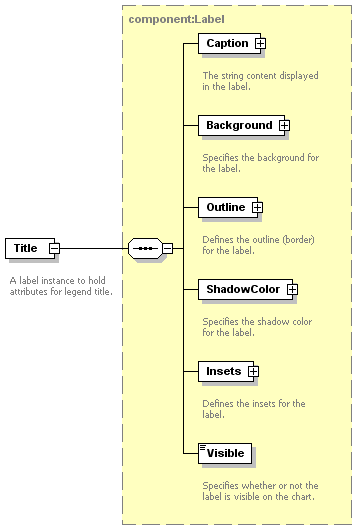 component:Label
Caption
The string content displayed
in the label.
Background
Specifies the background for
the label.
Outline
Defines the outline (border)
for the label.
Title
A label instance to hold
attributes for legend title.
ShadowColor
Specifies the shadow color
for the label.
Insets
Defines the insets for the
label.
Visible
Specifies whether or not the
label is visible on the chart.